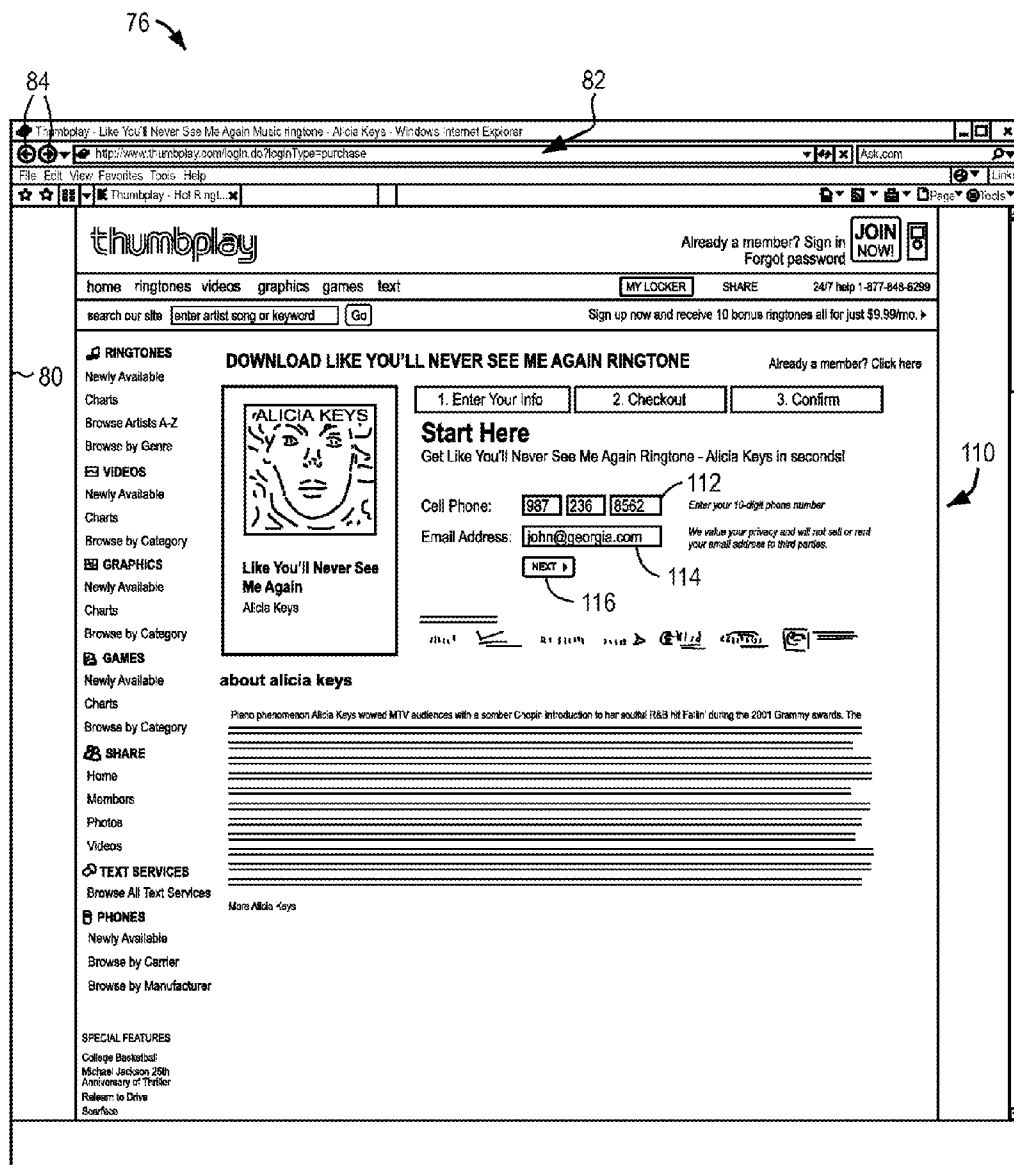 76
84
82
Thumbplay - Like You'll Never See Me Again Music ringtone - Alicia Keys - Windows Internet Explorer
http://www.thumbplay.com/login.do?loginType=purchase
Ask.com
File Edit View Favorites Tools Help
Links
Thumbplay - Hot Ringt...
Page
Tools
thumbplay
Already a member? Sign in
Forgot password
JOIN
NOW!
home ringtones videos graphics games text
MY LOCKER
SHARE
24/7 help 1-877-848-6299
search our site
enter artist song or keyword
Go
Sign up now and receive 10 bonus ringtones all for just $9.99/mo.
80
RINGTONES
Newly Available
Charts
Browse Artists A-Z
Browse by Genre
VIDEOS
Newly Available
Charts
Browse by Category
GRAPHICS
Newly Available
Charts
Browse by Category
GAMES
Newly Available
Charts
Browse by Category
SHARE
Home
Members
Photos
Videos
TEXT SERVICES
Browse All Text Services
PHONES
Newly Available
Browse by Carrier
Browse by Manufacturer
SPECIAL FEATURES
College Basketball
Michael Jackson 25th
Anniversary of Thriller
Relearn to Drive
Scarface
DOWNLOAD LIKE YOU'LL NEVER SEE ME AGAIN RINGTONE
Already a member? Click here
ALICIA KEYS
Like You'll Never See
Me Again
Alicia Keys
1. Enter Your Info
2. Checkout
3. Confirm
Start Here
Get Like You'll Never See Me Again Ringtone - Alicia Keys in seconds!
110
112
Cell Phone: 987 236 8562
Enter your 10-digit phone number
Email Address: john@georgia.com
We value your privacy and will not sell or rent
your email address to third parties.
NEXT
114
116
about alicia keys
Piano phenomenon Alicia Keys wowed MTV audiences with a somber Chopin introduction to her soulful R&B hit Fallin' during the 2001 Grammy awards. The
More Alicia Keys